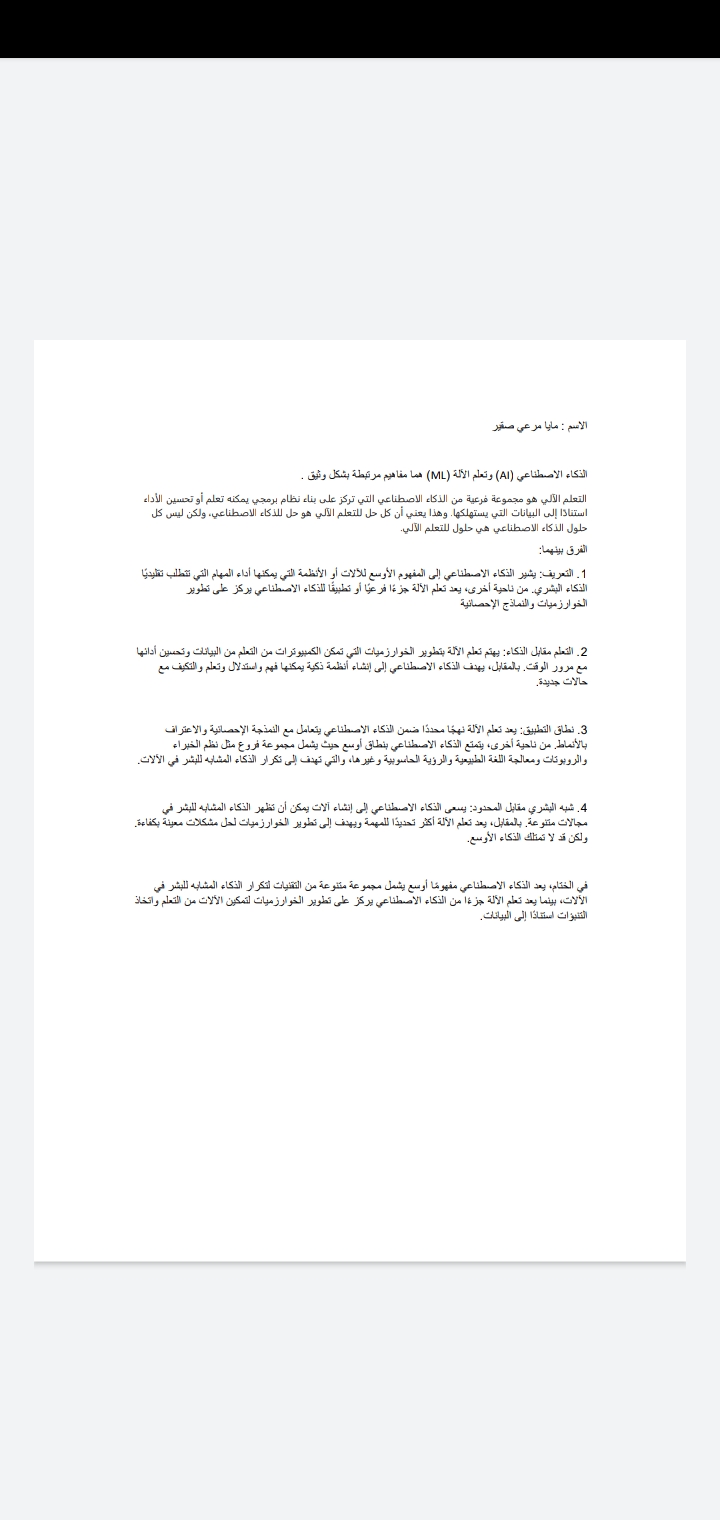 الاسم : مايا مرعي صقير
الذكاء الاصطناعي (AI) وتعلم الآلة (ML) هما مفاهيم مرتبطة بشكل وثيق .
التعلم الآلي هو مجموعة فرعية من الذكاء الاصطناعي التي تركز على بناء نظام برمجي يمكنه تعلم أو تحسين الأداء
استنادًا إلى البيانات التي يستهلكها. وهذا يعني أن كل حل للتعلم الآلي هو حل للذكاء الاصطناعي، ولكن ليس كل
حلول الذكاء الاصطناعي هي حلول للتعلم الآلي.
الفرق بينهما:
1. التعريف: يشير الذكاء الاصطناعي إلى المفهوم الأوسع للآلات أو الأنظمة التي يمكنها أداء المهام التي تتطلب تقليديًا
الذكاء البشري. من ناحية أخرى، يعد تعلم الآلة جزءًا فرعيًا أو تطبيقًا للذكاء الاصطناعي يركز على تطوير
الخوارزميات والنماذج الإحصائية
2. التعلم مقابل الذكاء: يهتم تعلم الآلة بتطوير الخوارزميات التي تمكن الكمبيوترات من التعلم من البيانات وتحسين أدائها
مع مرور الوقت. بالمقابل، يهدف الذكاء الاصطناعي إلى إنشاء أنظمة ذكية يمكنها فهم واستدلال وتعلم والتكيف مع
حالات جديدة.
3. نطاق التطبيق: يعد تعلم الآلة نهجًا محددًا ضمن الذكاء الاصطناعي يتعامل مع النمذجة الإحصائية والاعتراف
بالأنماط. من ناحية أخرى، يتمتع الذكاء الاصطناعي بنطاق أوسع حيث يشمل مجموعة فروع مثل نظم الخبراء
والروبوتات ومعالجة اللغة الطبيعية والرؤية الحاسوبية وغيرها، والتي تهدف إلى تكرار الذكاء المشابه للبشر في الآلات.
4. شبه البشري مقابل المحدود: يسعى الذكاء الاصطناعي إلى إنشاء آلات يمكن أن تظهر الذكاء المشابه للبشر في
مجالات متنوعة. بالمقابل، يعد تعلم الآلة أكثر تحديدًا للمهمة ويهدف إلى تطوير الخوارزميات لحل مشكلات معينة بكفاءة.
ولكن قد لا تمتلك الذكاء الأوسع.
في الختام، يعد الذكاء الاصطناعي مفهومًا أوسع يشمل مجموعة متنوعة من التقنيات لتكرار الذكاء المشابه للبشر في
الآلات، بينما يعد تعلم الآلة جزءًا من الذكاء الاصطناعي يركز على تطوير الخوارزميات لتمكين الآلات من التعلم واتخاذ
التنبؤات استنادًا إلى البيانات.